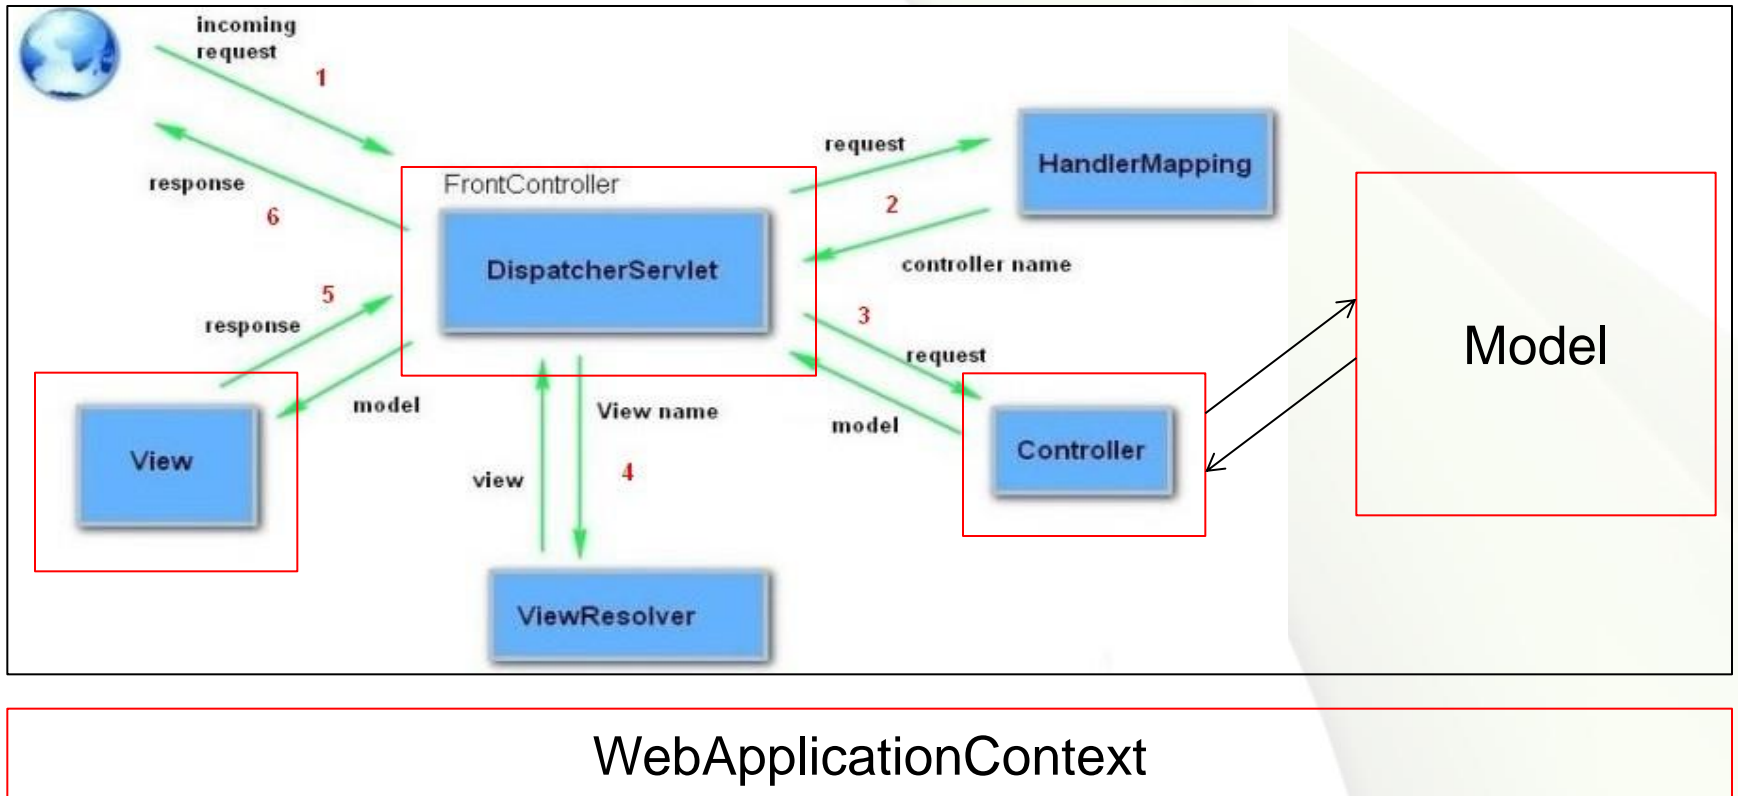 incoming
request
1
response
6
FrontController
DispatcherServlet
request
2
controller name
HandlerMapping
5
response
model
3
request
model
View
View name
4
view
Controller
Model
ViewResolver
WebApplicationContext